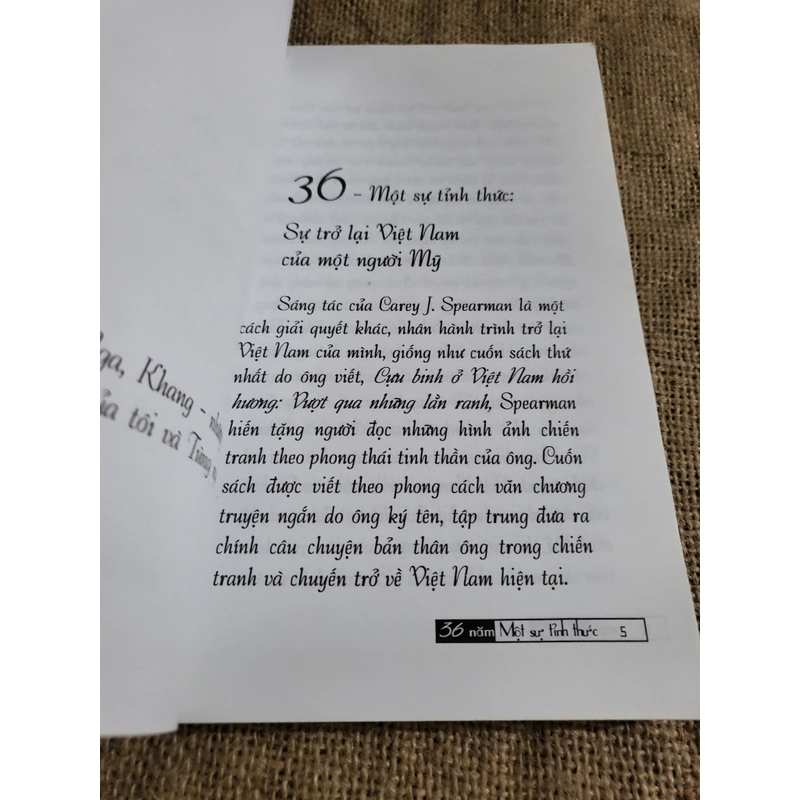 Nga, Khang –
của tôi và Tùng
36 – Một sự tỉnh thức:
Sự trở lại Việt Nam
của một người Mỹ
Sáng tác của Carey J. Spearman là một
cách giải quyết khác, nhân hành trình trở lại
Việt Nam của mình, giống như cuốn sách thứ
nhất do ông viết, Cựu binh ở Việt Nam hồi
hương: Vượt qua những lằn ranh, Spearman
hiến tặng người đọc những hình ảnh chiến
tranh theo phong thái tinh thần của ông. Cuốn
sách được viết theo phong cách văn chương
truyện ngắn do ông ký tên, tập trung đưa ra
chính câu chuyện bản thân ông trong chiến
tranh và chuyến trở về Việt Nam hiện tại.
36 năm Một sự tỉnh thức 5